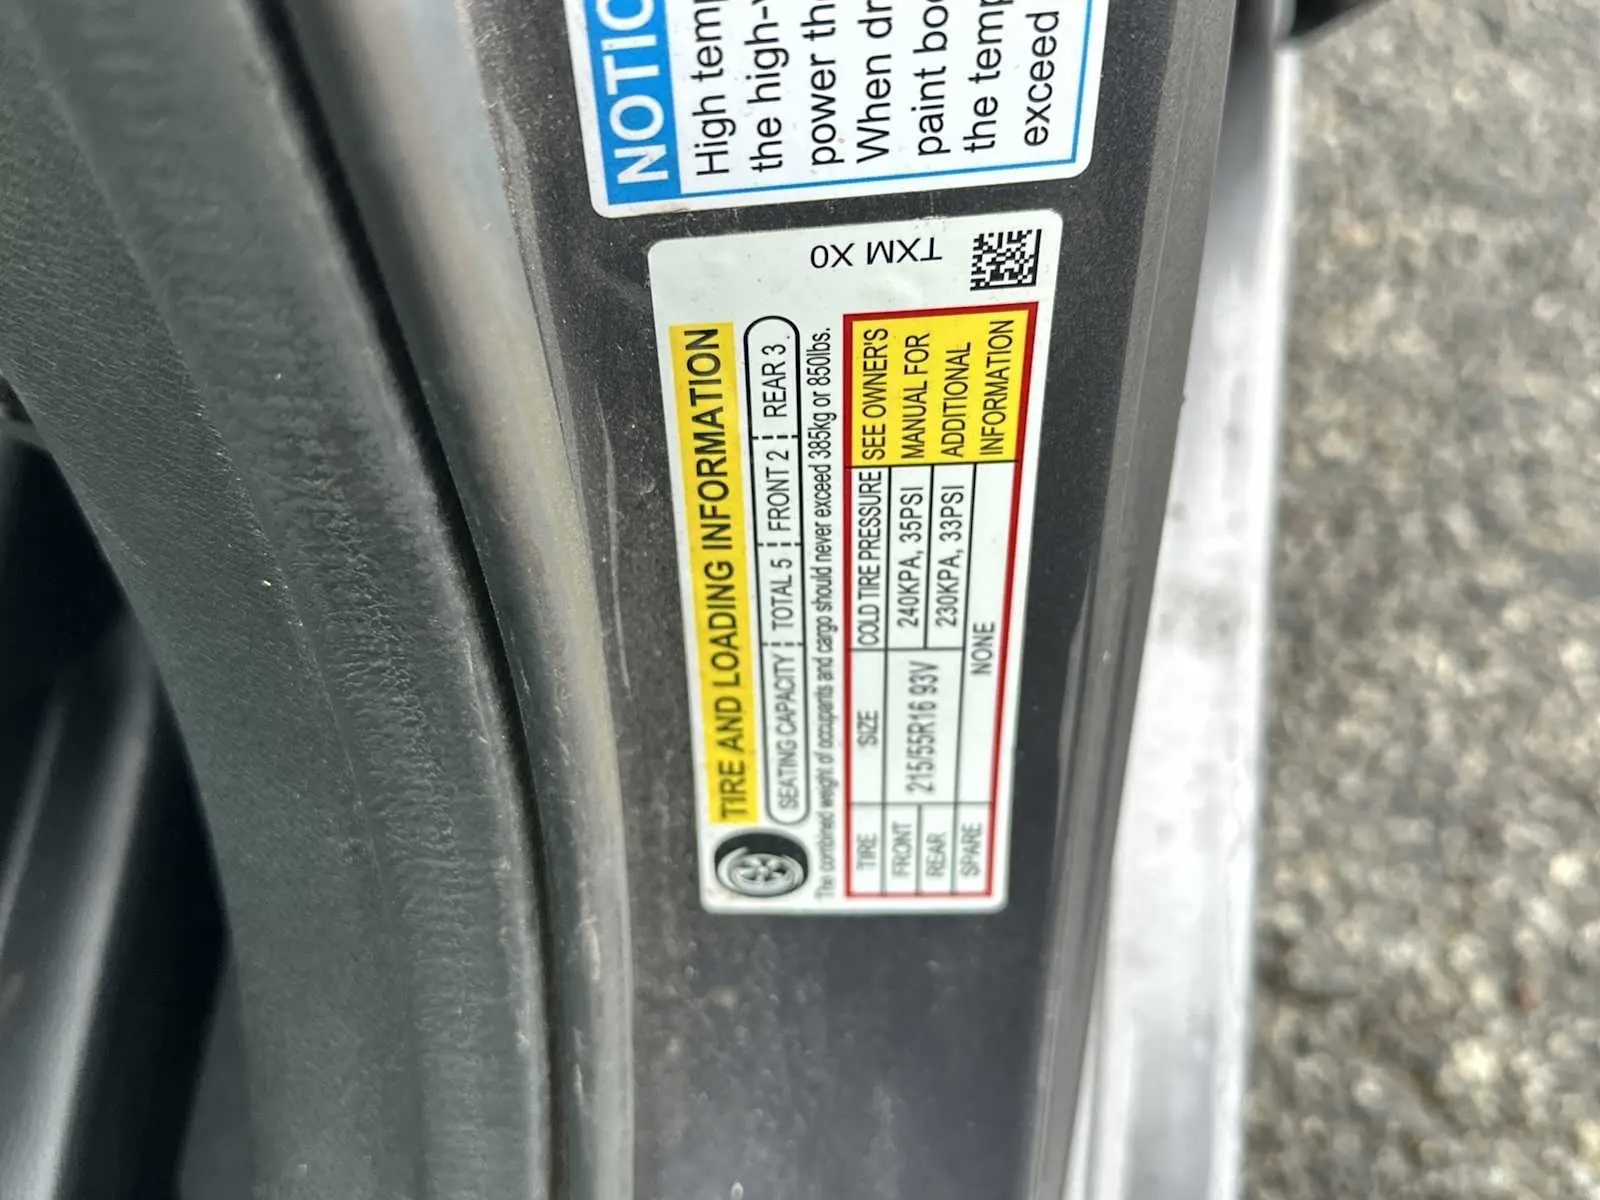 NOTIC
High temp
the high-v
power the
When dr
paint boo
the temp
exceed
TXM X0
TIRE AND LOADING INFORMATION
SEATING CAPACITY TOTAL 5 FRONT 2 REAR 3
The combined weight of occupants and cargo should never exceed 385kg or 850lbs.
TIRE SIZE COLD TIRE PRESSURE
FRONT 215/55R16 93V 240KPA, 35PSI
REAR 230KPA, 33PSI
SPARE NONE
SEE OWNER'S
MANUAL FOR
ADDITIONAL
INFORMATION